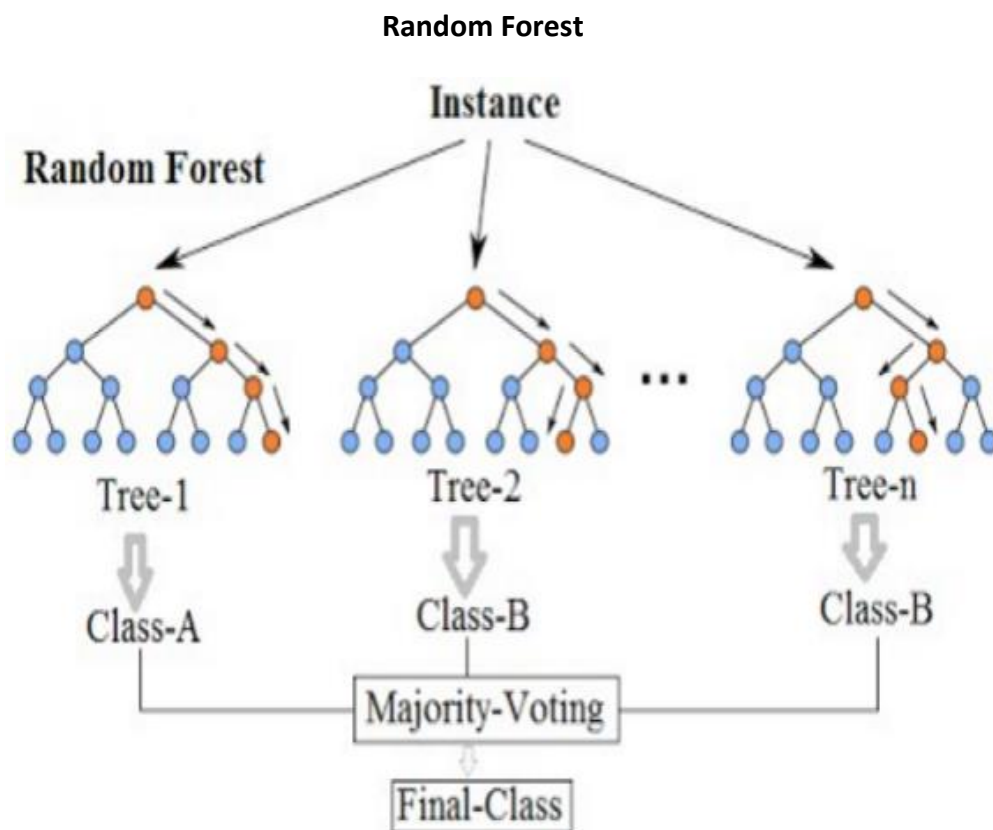 Random Forest
Instance
Random Forest
...
Tree-1
Tree-2
Tree-n
Class-A
Class-B
Class-B
Majority-Voting
Final-Class